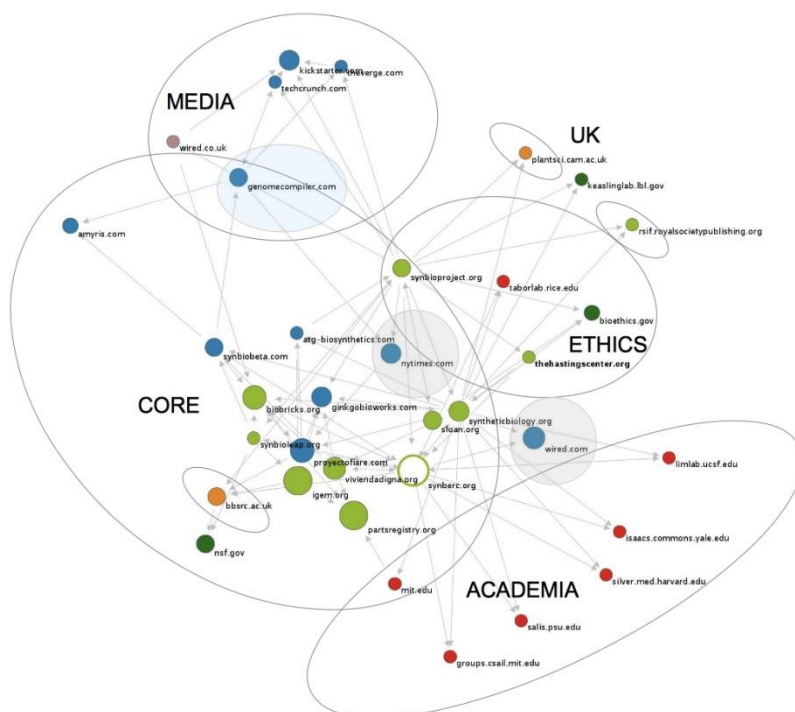 kickstarter.com
theverge.com
techcrunch.com
MEDIA
wired.co.uk
UK
plantsci.cam.ac.uk
keaslinglab.lbl.gov
genomecompiler.com
amyris.com
rsif.royalsocietypublishing.org
synbioproject.org
taborlab.rice.edu
bioethics.gov
atg-biosynthetics.com
ETHICS
synbiobeta.com
nytimes.com
thehastingscenter.org
CORE
biobricks.org
ginkgobioworks.com
syntheticbiology.org
sloan.org
synbioleap.org
wired.com
proyectofiare.com
limlab.ucsf.edu
viviendadigna.org
synberc.org
igem.org
bbsrc.ac.uk
partsregistry.org
isaacs.commons.yale.edu
nsf.gov
silver.med.harvard.edu
mit.edu
ACADEMIA
salis.psu.edu
groups.csail.mit.edu